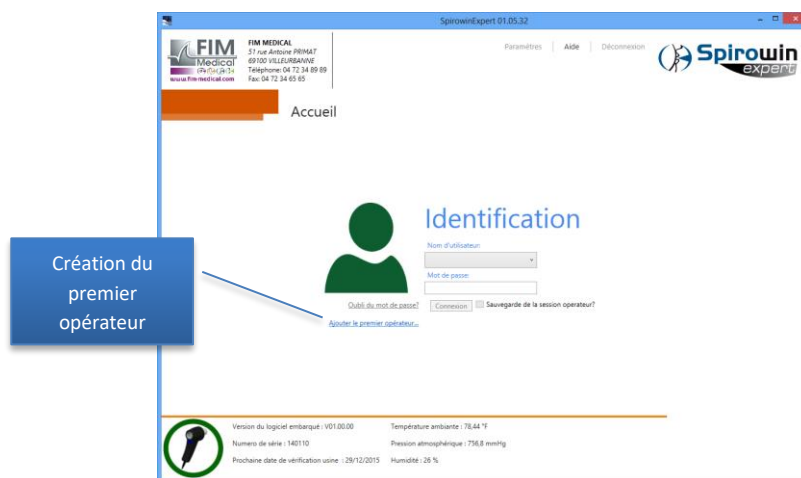 SpirowinExpert 01.05.32
FIM
Medical
www.fim-medical.com
FIM MEDICAL
51 rue Antoine PRIMAT
69100 VILLEURBANNE
Téléphone: 04 72 34 89 89
Fax: 04 72 34 65 65
Paramètres | Aide | Déconnexion
Spirowin
expert
Accueil
Identification
Nom d'utilisateur:
Mot de passe:
Oubli du mot de passe?
Connexion
Sauvegarde de la session operateur?
Ajouter le premier opérateur...
Création du
premier
opérateur
Version du logiciel embarqué : V01.00.00
Température ambiante : 78,44 °F
Numero de série : 140110
Pression atmosphérique : 756,8 mmHg
Prochaine date de vérification usine : 29/12/2015
Humidité : 26 %